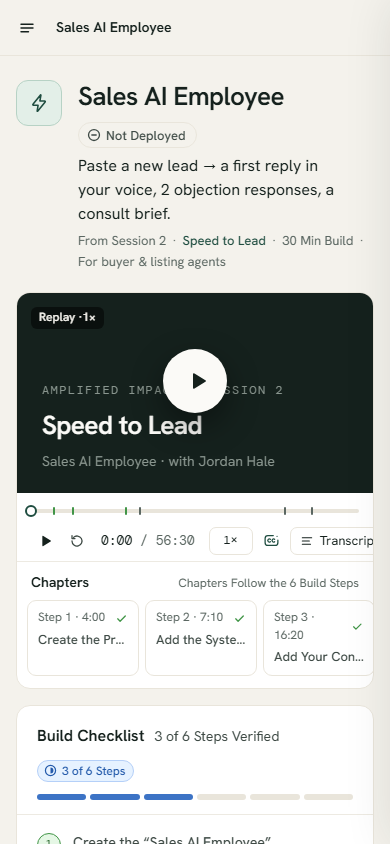 Sales AI Employee
Sales AI Employee
Not Deployed
Paste a new lead → a first reply in
your voice, 2 objection responses, a
consult brief.
From Session 2 · Speed to Lead · 30 Min Build ·
For buyer & listing agents
Replay · 1×
AMPLIFIED SSION 2
Speed to Lead
Sales AI Employee · with Jordan Hale
0:00 / 56:30
1×
CC
Transcrip
Chapters
Chapters Follow the 6 Build Steps
Step 1 · 4:00
Create the Pr...
Step 2 · 7:10
Add the Syste...
Step 3 ·
16:20
Add Your Con...
Build Checklist
3 of 6 Steps Verified
3 of 6 Steps
1
Create the “Sales AI Employee”